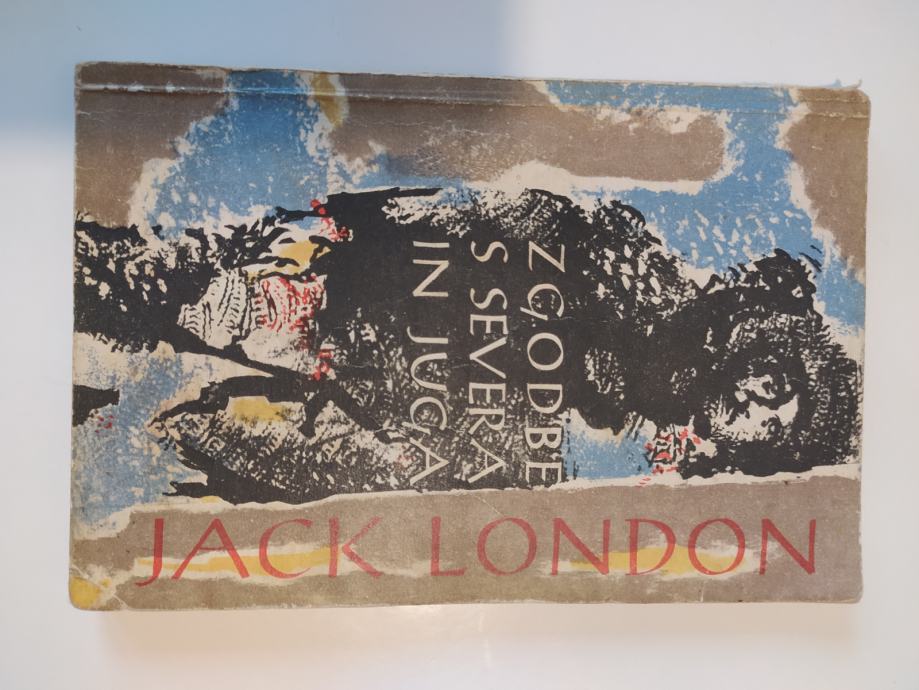 ZGODBE
S SEVERA
IN JUGA
JACK LONDON